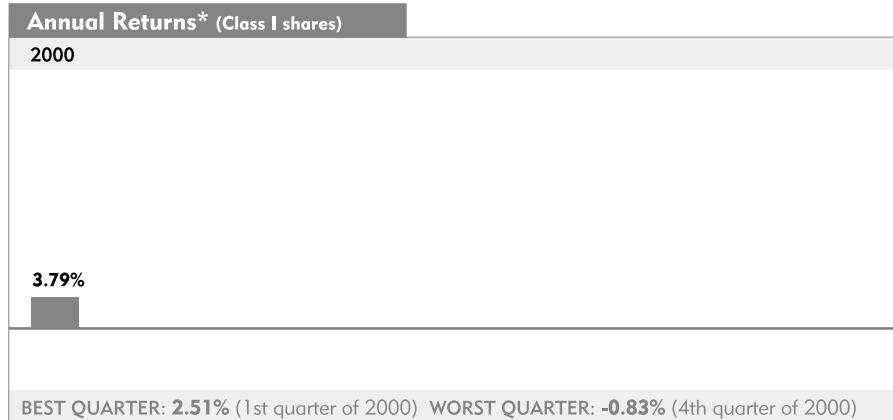 Annual Returns* (Class I shares)
2000
3.79%
BEST QUARTER: 2.51% (1st quarter of 2000) WORST QUARTER: -0.83% (4th quarter of 2000)